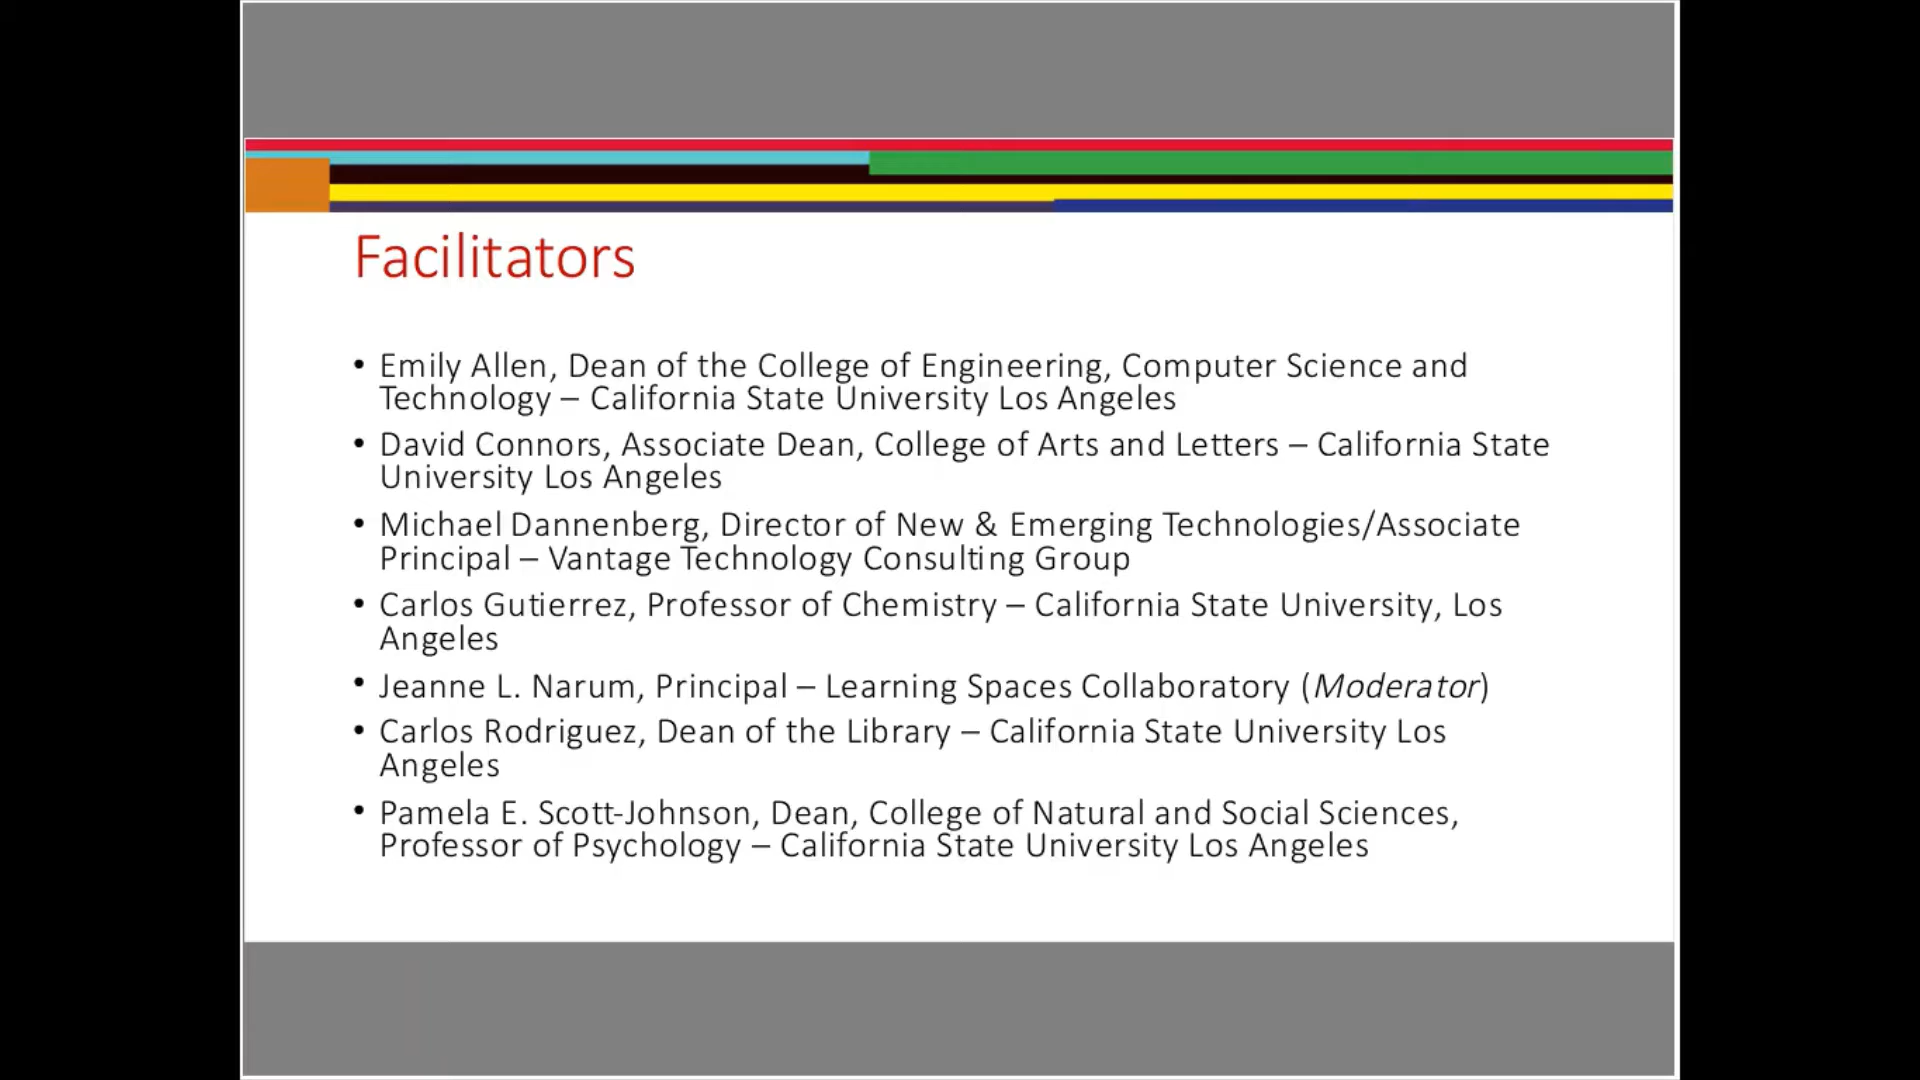 Facilitators
• Emily Allen, Dean of the College of Engineering, Computer Science and
Technology – California State University Los Angeles
• David Connors, Associate Dean, College of Arts and Letters – California State
University Los Angeles
• Michael Dannenberg, Director of New & Emerging Technologies/Associate
Principal – Vantage Technology Consulting Group
• Carlos Gutierrez, Professor of Chemistry – California State University, Los
Angeles
• Jeanne L. Narum, Principal – Learning Spaces Collaboratory (Moderator)
• Carlos Rodriguez, Dean of the Library – California State University Los
Angeles
• Pamela E. Scott-Johnson, Dean, College of Natural and Social Sciences,
Professor of Psychology – California State University Los Angeles